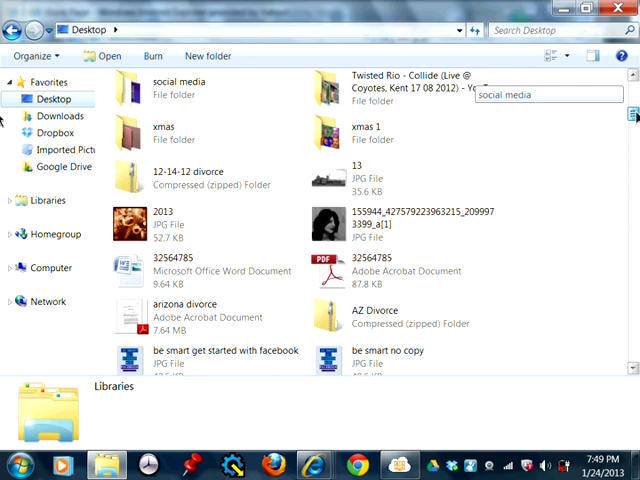 Desktop
Search Desktop
Organize
Open
Burn
New folder
Favorites
Desktop
Downloads
Dropbox
Imported Pictu
Google Drive
Libraries
Homegroup
Computer
Network
social media
File folder
Twisted Rio - Collide (Live @
Coyotes, Kent 17 08 2012) -
File folder
social media
xmas
File folder
xmas 1
File folder
12-14-12 divorce
Compressed (zipped) Folder
13
JPG File
35.6 KB
2013
JPG File
52.7 KB
155944_427579223963215_209997
3399_a[1]
JPG File
32564785
Microsoft Office Word Document
9.64 KB
PDF
32564785
Adobe Acrobat Document
87.8 KB
arizona divorce
Adobe Acrobat Document
7.64 MB
AZ Divorce
Compressed (zipped) Folder
be smart get started with facebook
JPG File
be smart no copy
JPG File
Libraries
7:49 PM
1/24/2013